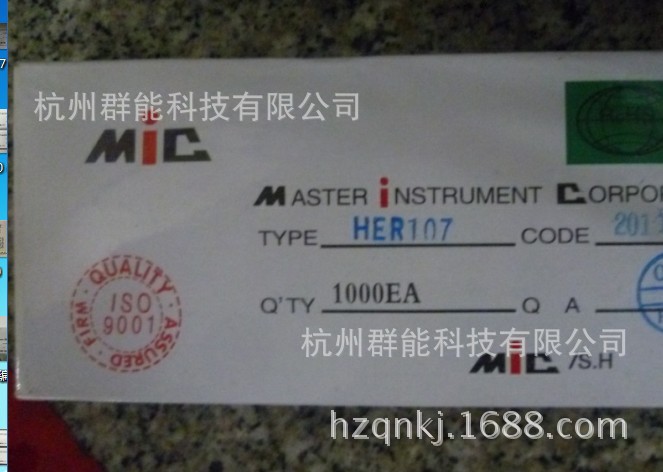 杭州群能科技有限公司
MiC
MASTER iNSTRUMENT
TYPE HER107 CODE
Q'TY 1000EA Q A
QUALITY
ISO
9001
FIRM
ASSURED
杭州群能科技有限公司
MiC /S.H
hzqnkj.1688.com